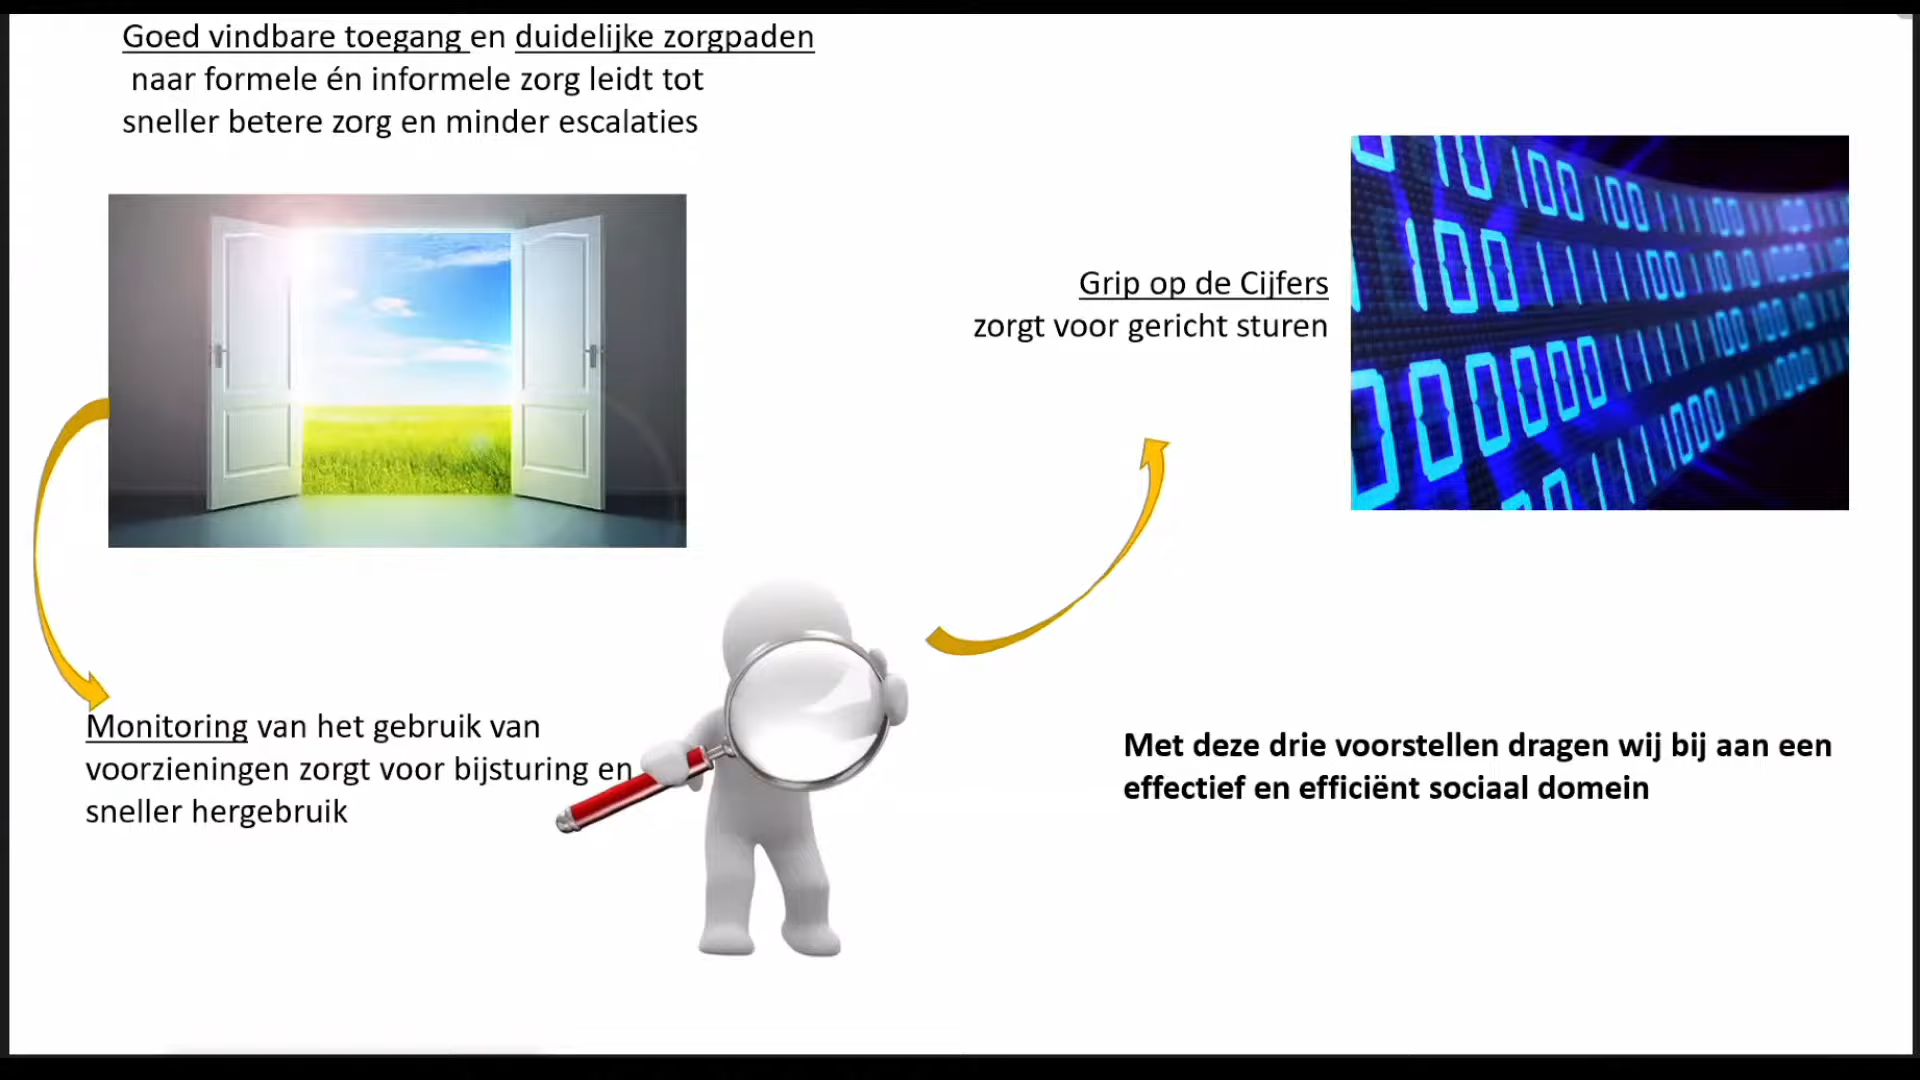 Goed vindbare toegang en duidelijke zorgpaden
naar formele én informele zorg leidt tot
sneller betere zorg en minder escalaties
Grip op de Cijfers
zorgt voor gericht sturen
Monitoring van het gebruik van
voorzieningen zorgt voor bijsturing en
sneller hergebruik
Met deze drie voorstellen dragen wij bij aan een
effectief en efficiënt sociaal domein